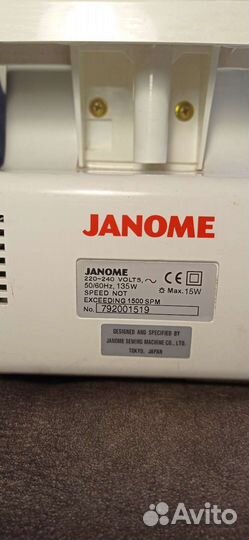 JANOME
JANOME
220-240 VOLTS, ~
50/60Hz, 135W
SPEED NOT
EXCEEDING 1500 SPM
CE
Max. 15W
No. 792001519
DESIGNED AND SPECIFIED BY
JANOME SEWING MACHINE CO., LTD.
TOKYO, JAPAN
Avito